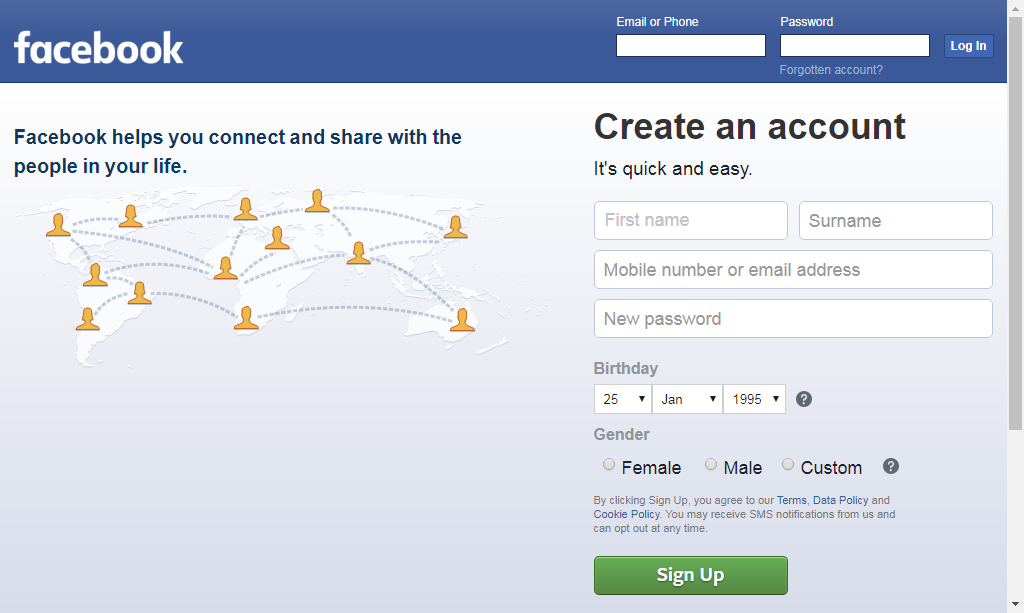 facebook
Email or Phone
Password
Log In
Forgotten account?
Facebook helps you connect and share with the
people in your life.
Create an account
It's quick and easy.
First name
Surname
Mobile number or email address
New password
Birthday
25
Jan
1995
?
Gender
Female
Male
Custom
?
By clicking Sign Up, you agree to our Terms, Data Policy and
Cookie Policy. You may receive SMS notifications from us and
can opt out at any time.
Sign Up